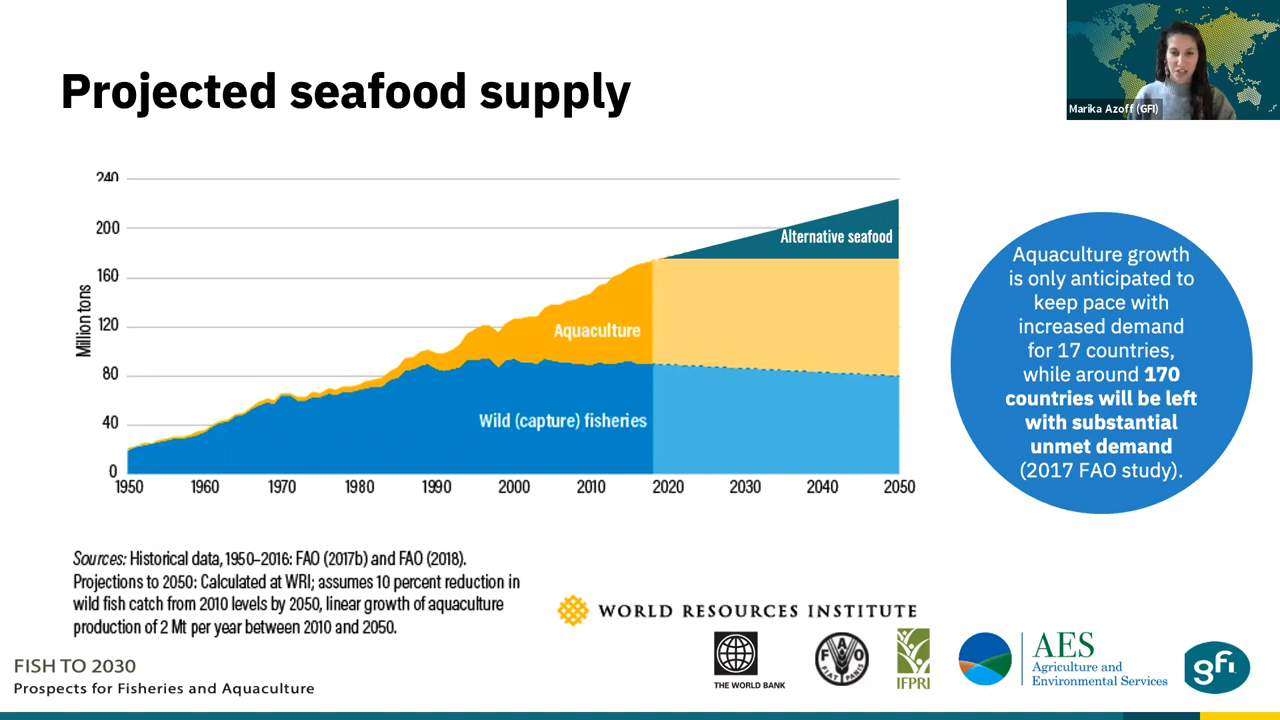 Projected seafood supply
Marika Azoff (GFI)
240
200
160
120
80
40
0
Million tons
Alternative seafood
Aquaculture
Wild (capture) fisheries
1950 1960 1970 1980 1990 2000 2010 2020 2030 2040 2050
Aquaculture growth
is only anticipated to
keep pace with
increased demand
for 17 countries,
while around 170
countries will be left
with substantial
unmet demand
(2017 FAO study).
Sources: Historical data, 1950–2016: FAO (2017b) and FAO (2018).
Projections to 2050: Calculated at WRI; assumes 10 percent reduction in
wild fish catch from 2010 levels by 2050, linear growth of aquaculture
production of 2 Mt per year between 2010 and 2050.
WORLD RESOURCES INSTITUTE
FISH TO 2030
Prospects for Fisheries and Aquaculture
THE WORLD BANK
F A O
FIAT PANIS
IFPRI
AES
Agriculture and
Environmental Services
gfi